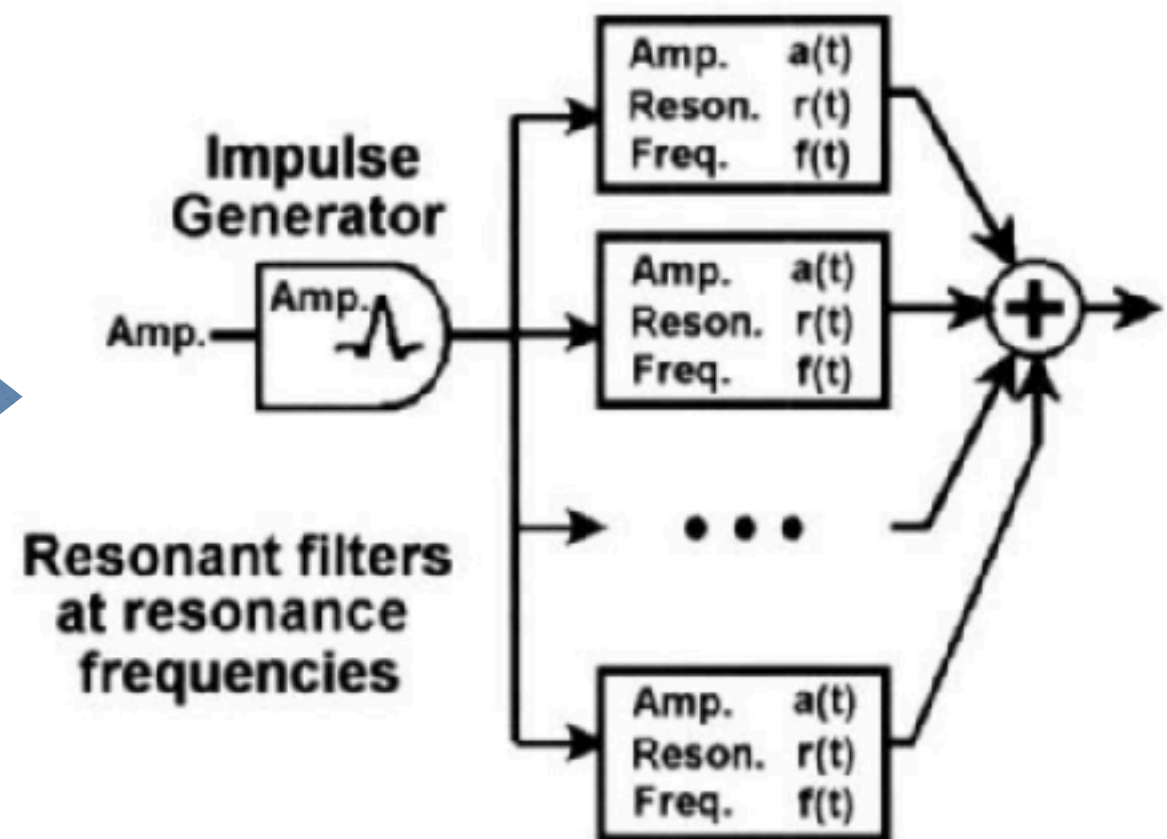 Amp. a(t)
Reson. r(t)
Freq. f(t)
Impulse
Generator
Amp.
Amp.
Amp. a(t)
Reson. r(t)
Freq. f(t)
+
• • •
Resonant filters
at resonance
frequencies
Amp. a(t)
Reson. r(t)
Freq. f(t)